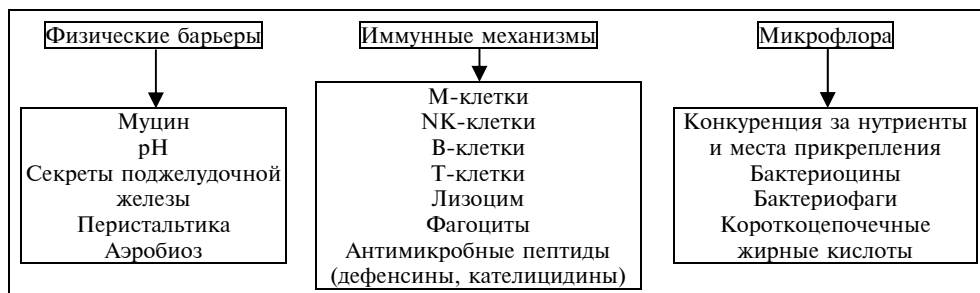 Физические барьеры
Муцин
pH
Секреты поджелудочной
железы
Перистальтика
Аэробиоз
Иммунные механизмы
М-клетки
NK-клетки
В-клетки
Т-клетки
Лизоцим
Фагоциты
Антимикробные пептиды
(дефенсины, кателицидины)
Микрофлора
Конкуренция за нутриенты
и места прикрепления
Бактериоцины
Бактериофаги
Короткоцепочечные
жирные кислоты